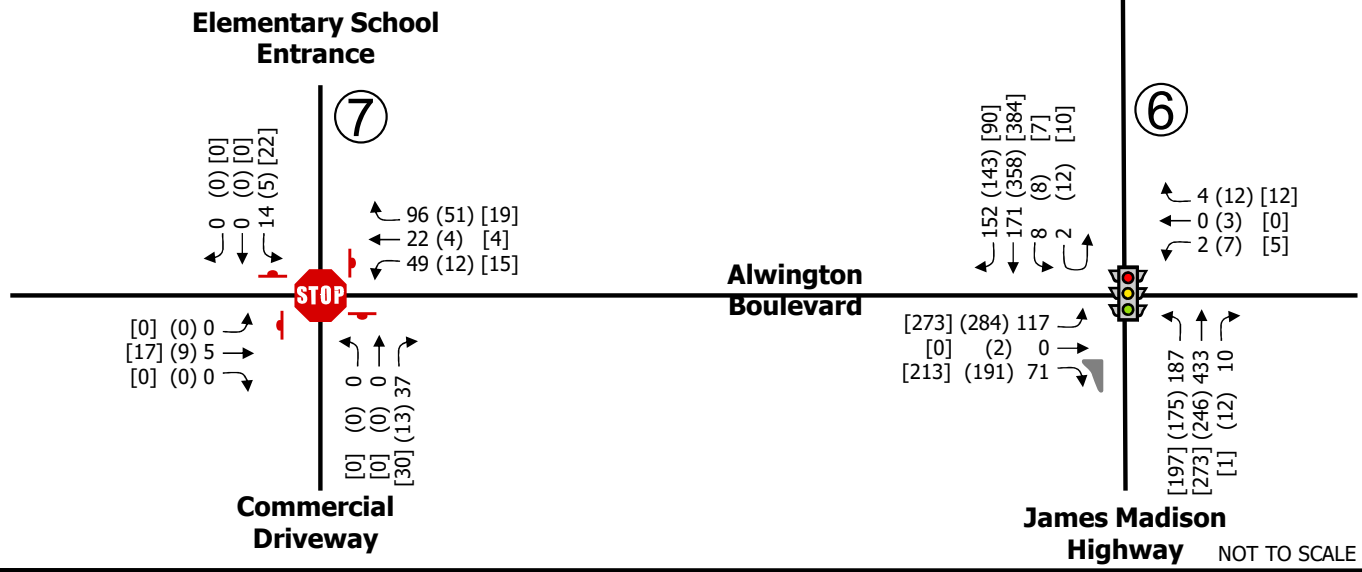 Elementary School
Entrance
7
0 (0) [0]
0 (0) [0]
14 (5) [22]
96 (51) [19]
22 (4) [4]
49 (12) [15]
STOP
[0] (0) 0
[17] (9) 5
[0] (0) 0
[0] (0) 0
[0] (0) 0
[30] (13) 37
Commercial
Driveway
Alwington
Boulevard
6
152 (143) [90]
171 (358) [384]
8 (8) [7]
2 (12) [10]
4 (12) [12]
0 (3) [0]
2 (7) [5]
[273] (284) 117
[0] (2) 0
[213] (191) 71
[197] (175) 187
[273] (246) 433
[1] (12) 10
James Madison
Highway
NOT TO SCALE